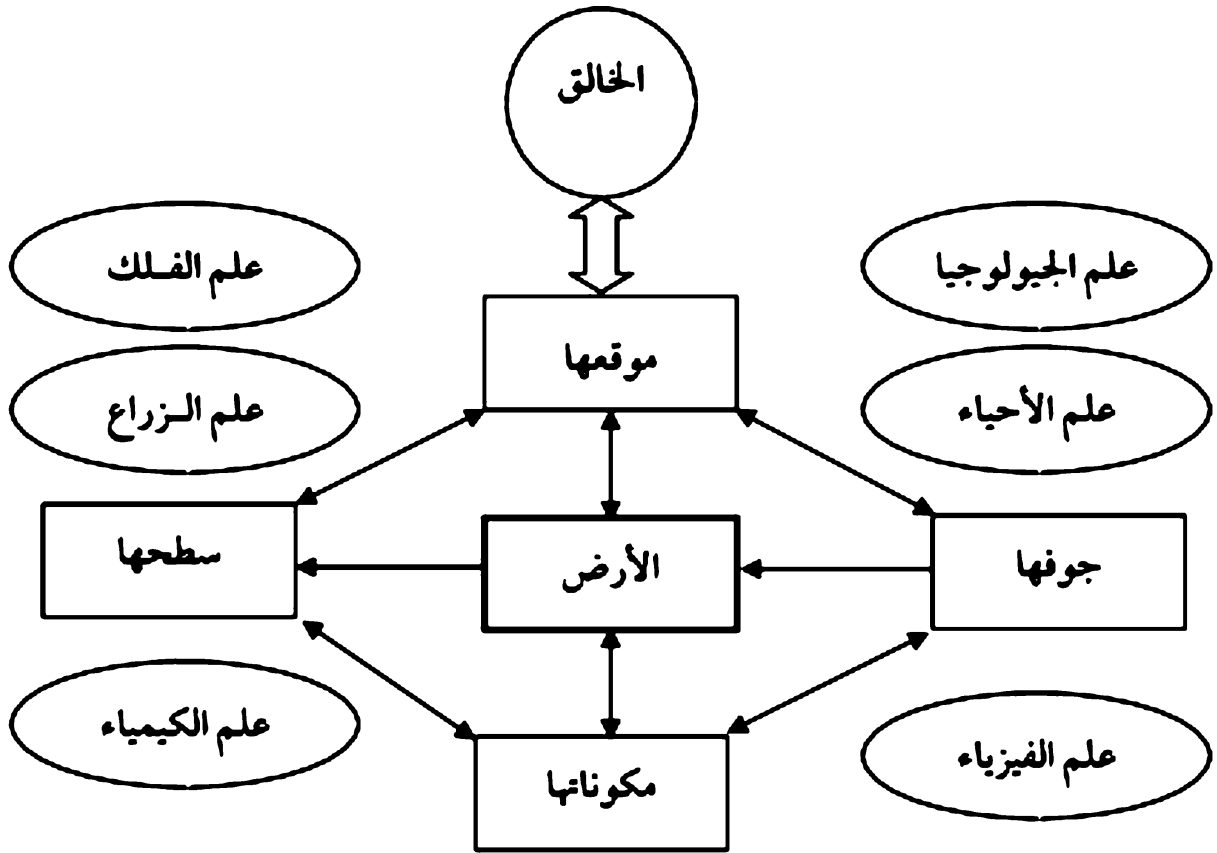 الخالق
علم الجيولوجيا
علم الفلك
موقعها
علم الأحياء
علم الزراع
جوفها
الأرض
سطحها
علم الفيزياء
علم الكيمياء
مكوناتها